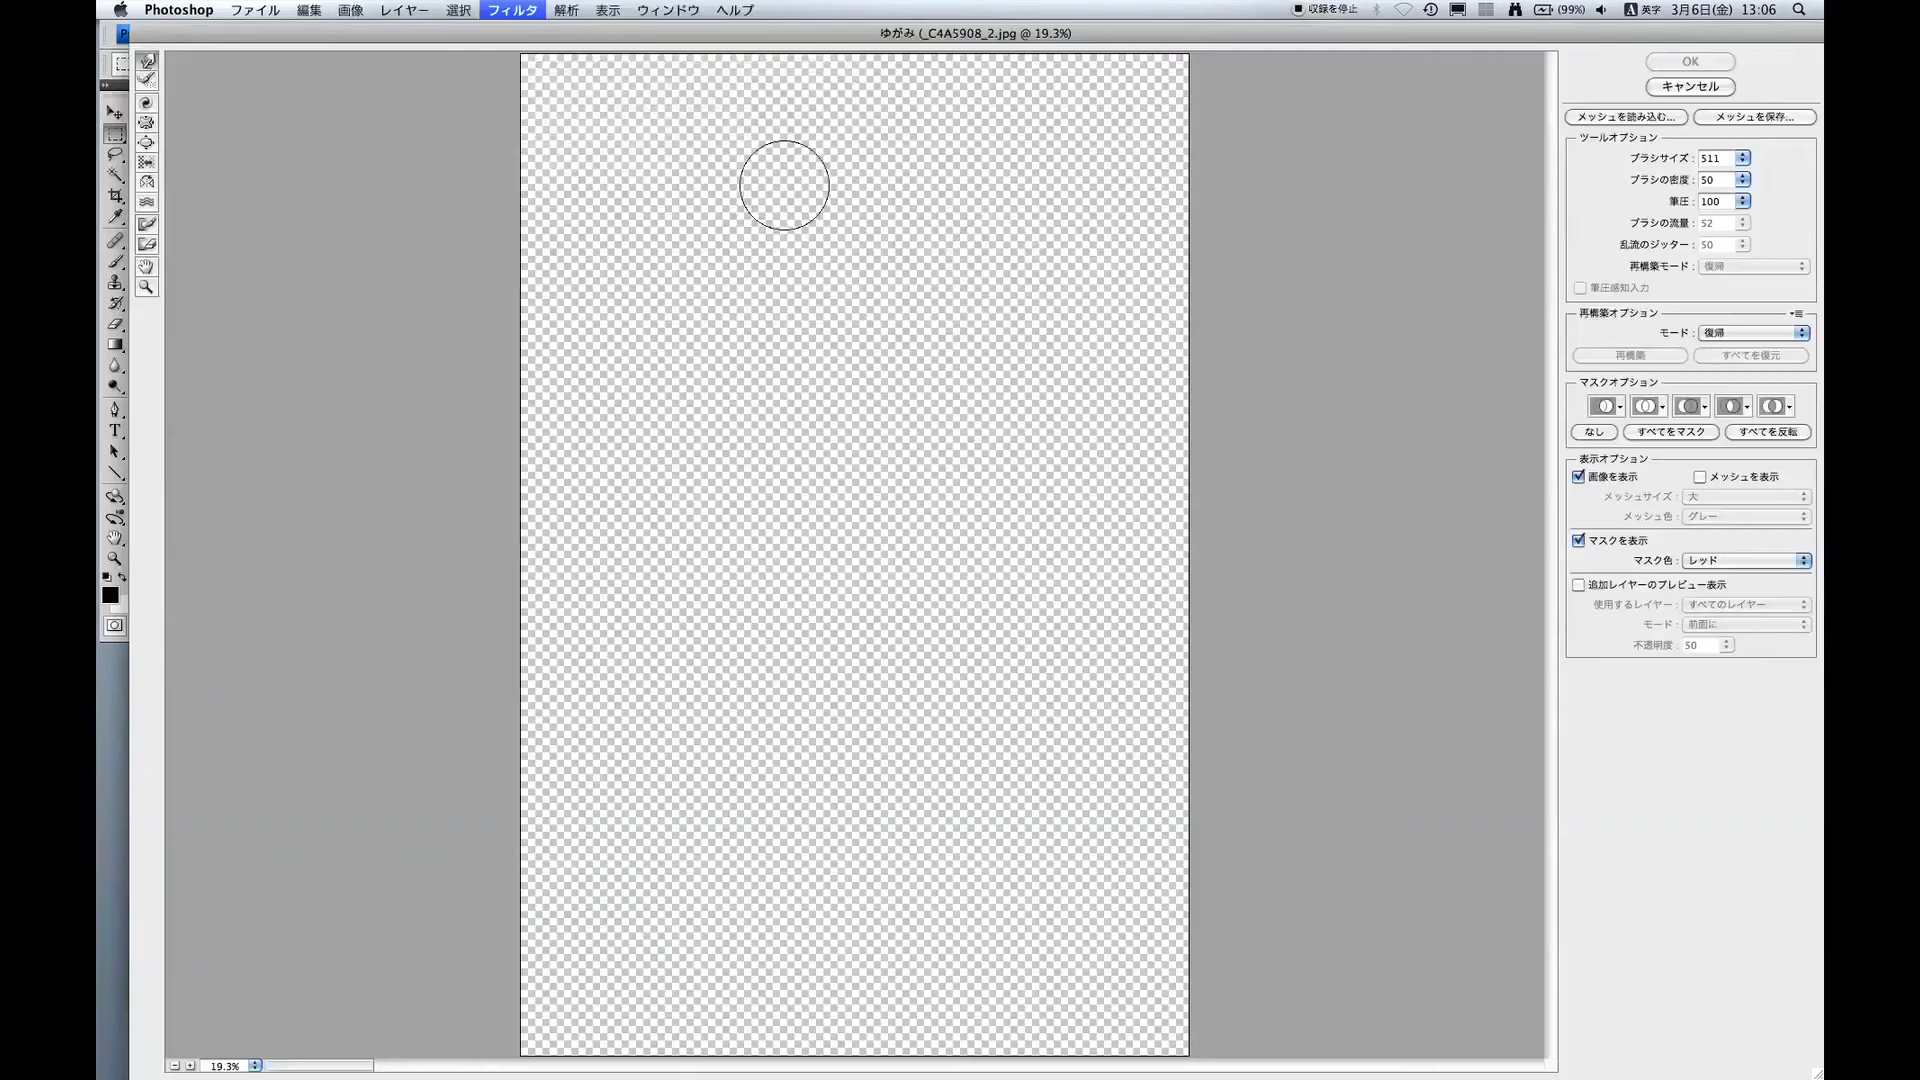 Photoshop ファイル 編集 画像 レイヤー 選択 フィルタ 解析 表示 ウィンドウ ヘルプ 収録を停止 (99%) A 英字 3月6日(金) 13:06
ゆがみ (_C4A5908_2.jpg @ 19.3%)
OK
キャンセル
メッシュを読み込む... メッシュを保存...
ツールオプション
ブラシサイズ : 511
ブラシの密度 : 50
筆圧 : 100
ブラシの流量 : 52
乱流のジッター : 50
再構築モード : 復帰
筆圧感知入力
再構築オプション
モード : 復帰
再構築 すべてを復元
マスクオプション
なし すべてをマスク すべてを反転
表示オプション
画像を表示 メッシュを表示
メッシュサイズ : 大
メッシュ色 : グレー
マスクを表示
マスク色 : レッド
追加レイヤーのプレビュー表示
使用するレイヤー : すべてのレイヤー
モード : 前面に
不透明度 : 50
T
19.3%